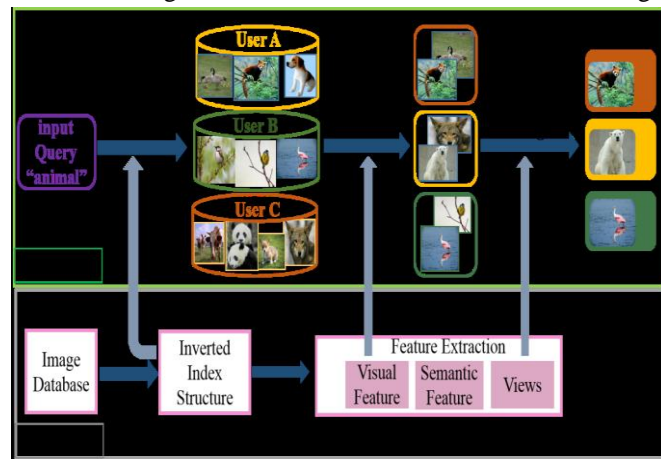 User A
input
Query
"animal"
User B
User C
Image
Database
Inverted
Index
Structure
Feature Extraction
Visual
Feature
Semantic
Feature
Views